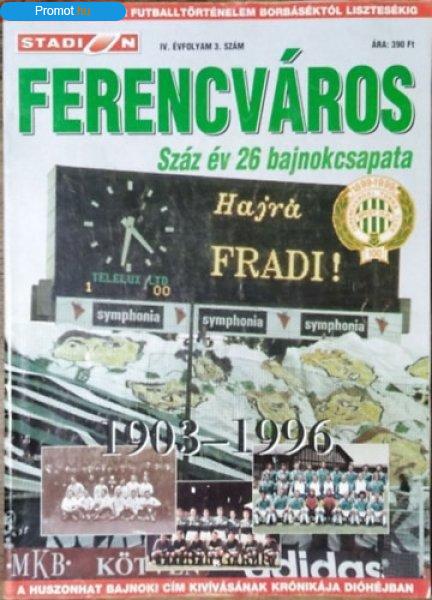 Promot.hu
FUTBALLTÖRTÉNELEM BORBÁSÉKTÓL LISZTESÉKIG
STADION
IV. ÉVFOLYAM 3. SZÁM
ÁRA: 390 Ft
FERENCVÁROS
Száz év 26 bajnokcsapata
Hajrá
FRADI!
TELELUX LTD
1 00
symphonia
symphonia
symphonia
1903–1996
MKB
adidas
A HUSZONHAT BAJNOKI CÍM KIVÍVÁSÁNAK KRÓNIKÁJA DIÓHÉJBAN